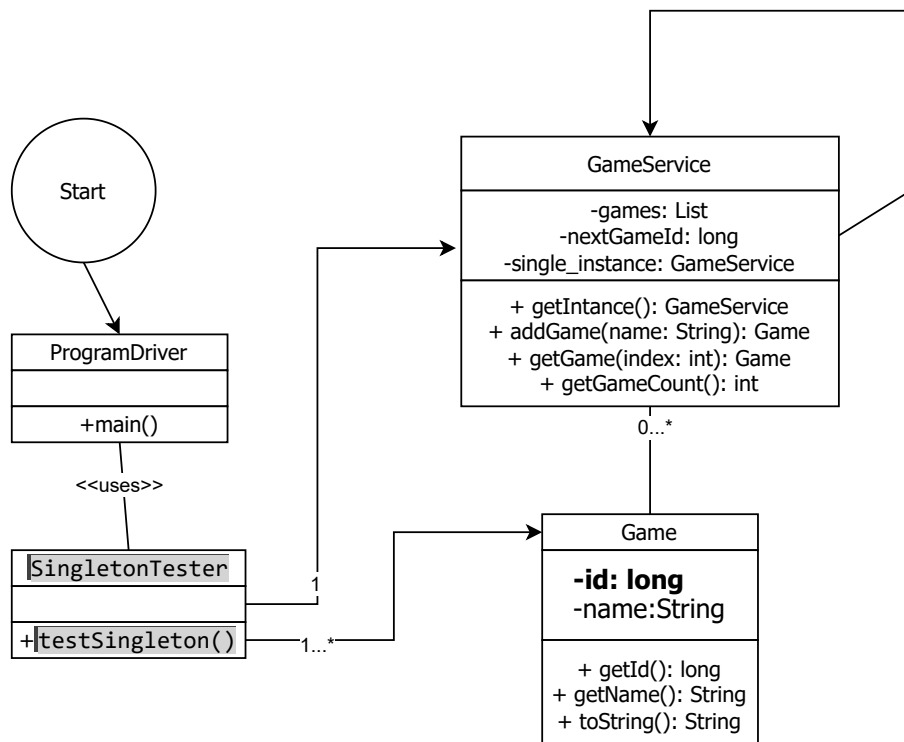 Start
ProgramDriver
+main()
<<uses>>
SingletonTester
+testSingleton()
1
1...*
GameService
-games: List
-nextGameId: long
-single_instance: GameService
+ getIntance(): GameService
+ addGame(name: String): Game
+ getGame(index: int): Game
+ getGameCount(): int
0...*
Game
-id: long
-name:String
+ getId(): long
+ getName(): String
+ toString(): String